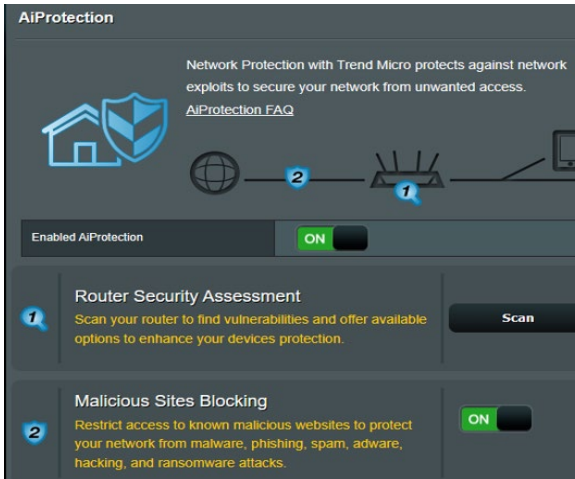 AiProtection
Network Protection with Trend Micro protects against network
exploits to secure your network from unwanted access.
AiProtection FAQ
2
1
Enabled AiProtection
ON
1
Router Security Assessment
Scan your router to find vulnerabilities and offer available
options to enhance your devices protection.
Scan
2
Malicious Sites Blocking
Restrict access to known malicious websites to protect
your network from malware, phishing, spam, adware,
hacking, and ransomware attacks.
ON